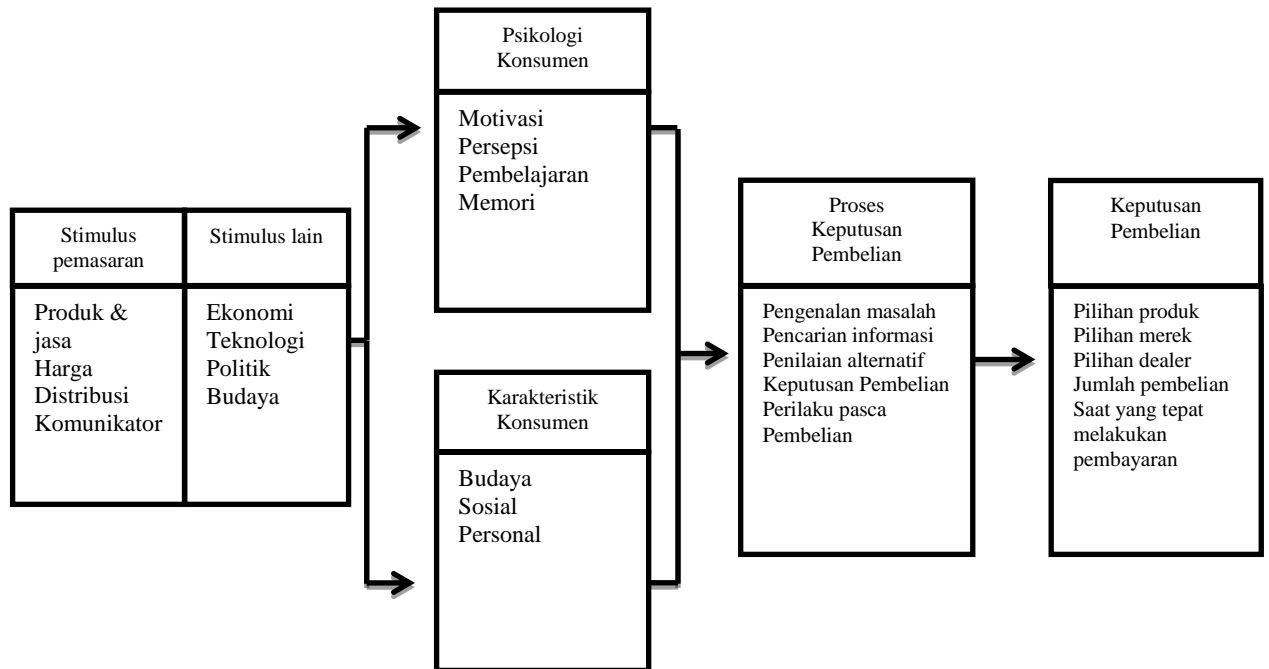 Stimulus
pemasaran
Produk &
jasa
Harga
Distribusi
Komunikator
Stimulus lain
Ekonomi
Teknologi
Politik
Budaya
Psikologi
Konsumen
Motivasi
Persepsi
Pembelajaran
Memori
Karakteristik
Konsumen
Budaya
Sosial
Personal
Proses
Keputusan
Pembelian
Pengenalan masalah
Pencarian informasi
Penilaian alternatif
Keputusan Pembelian
Perilaku pasca
Pembelian
Keputusan
Pembelian
Pilihan produk
Pilihan merek
Pilihan dealer
Jumlah pembelian
Saat yang tepat
melakukan
pembayaran